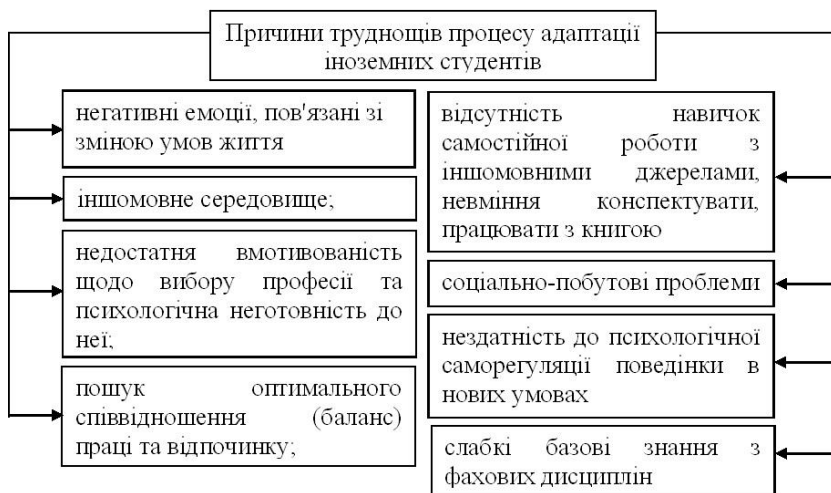 Причини труднощів процесу адаптації
іноземних студентів
негативні емоції, пов'язані зі
зміною умов життя
іншомовне середовище;
недостатня вмотивованість
щодо вибору професії та
психологічна неготовність до
неї;
пошук оптимального
співвідношення (баланс)
праці та відпочинку;
відсутність навичок
самостійної роботи з
іншомовними джерелами,
невміння конспектувати,
працювати з книгою
соціально-побутові проблеми
нездатність до психологічної
саморегуляції поведінки в
нових умовах
слабкі базові знання з
фахових дисциплін